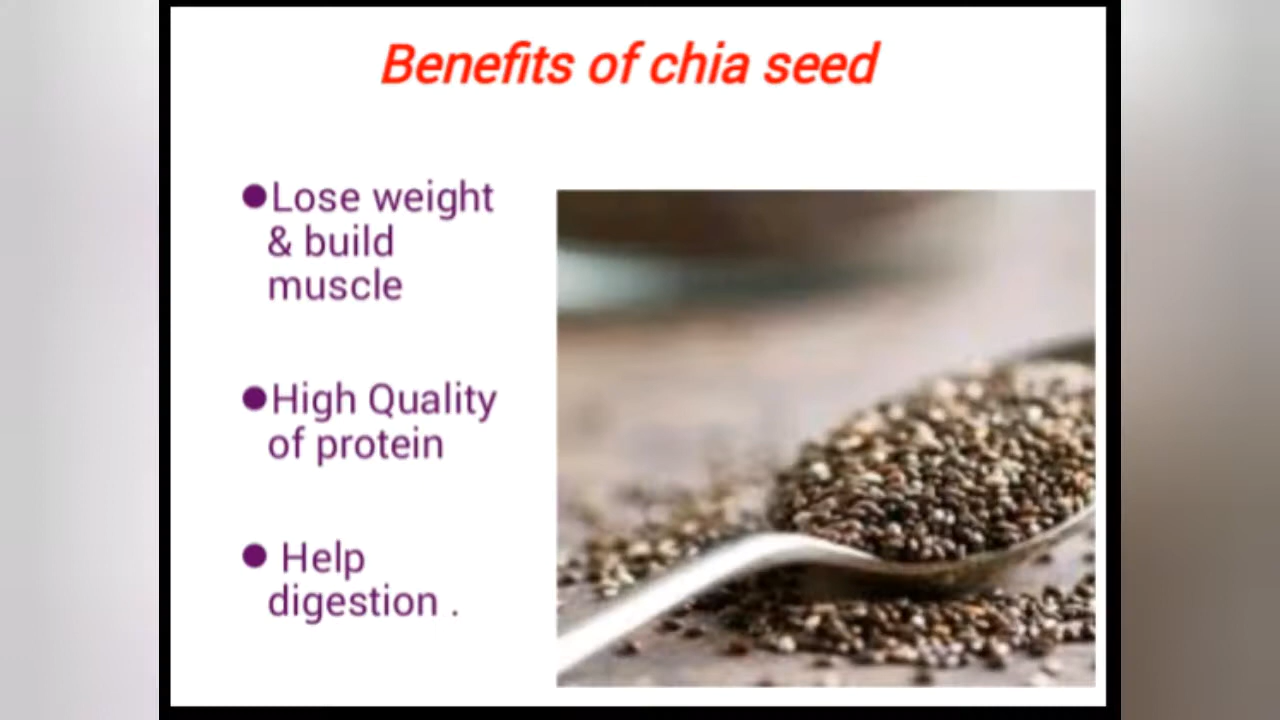 Benefits of chia seed
●Lose weight
& build
muscle
●High Quality
of protein
● Help
digestion .